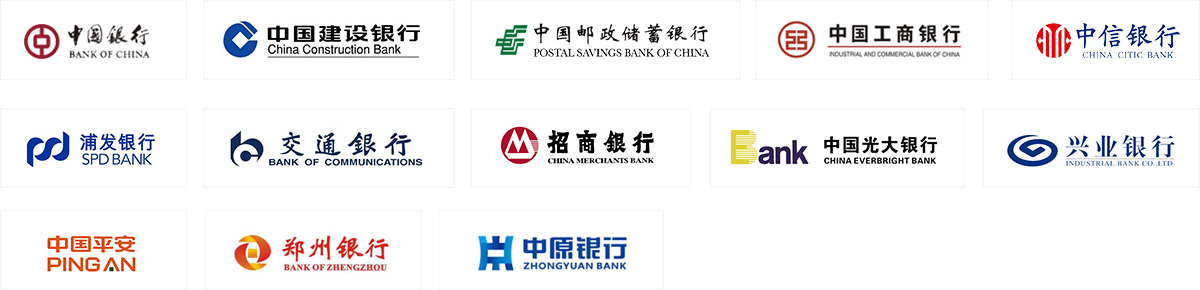 中国银行
BANK OF CHINA
中国建设银行
China Construction Bank
中国邮政储蓄银行
POSTAL SAVINGS BANK OF CHINA
中国工商银行
INDUSTRIAL AND COMMERCIAL BANK OF CHINA
中信银行
CHINA CITIC BANK
浦发银行
SPD BANK
交通銀行
BANK OF COMMUNICATIONS
招商银行
CHINA MERCHANTS BANK
Bank
中国光大银行
CHINA EVERBRIGHT BANK
兴业银行
INDUSTRIAL BANK CO.,LTD.
中国平安
PING AN
郑州银行
BANK OF ZHENGZHOU
中原银行
ZHONGYUAN BANK